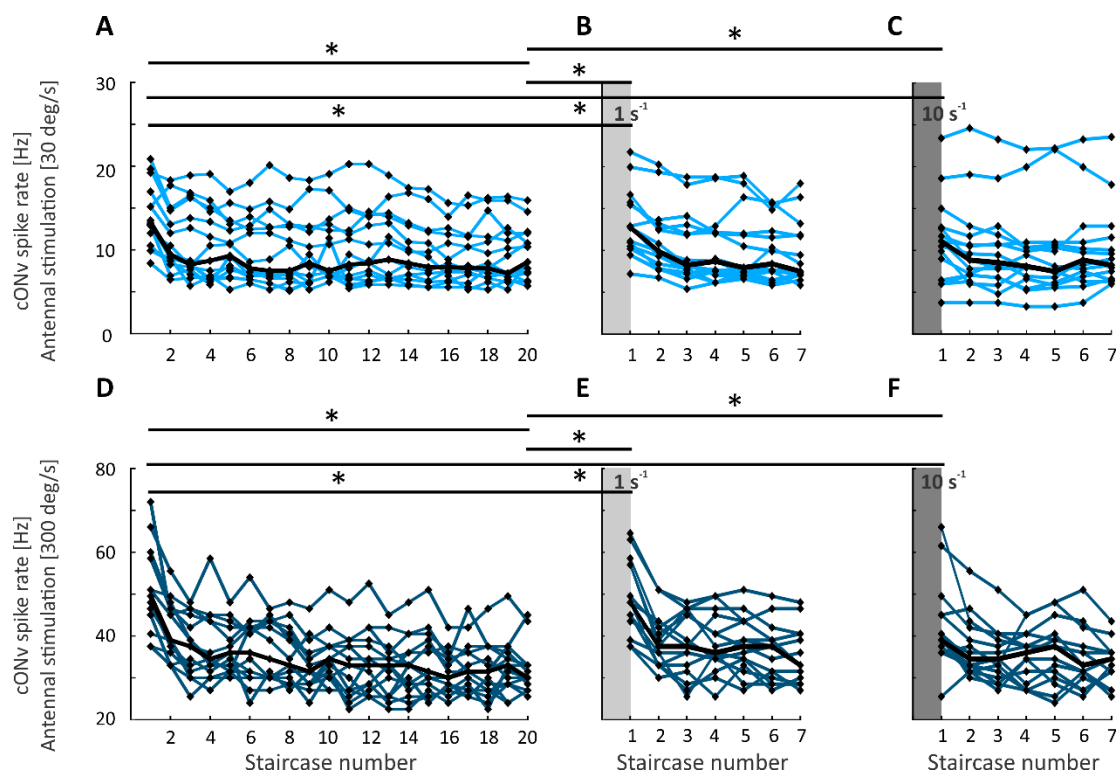 A B C
* *
*
* *
cONv spike rate [Hz]
Antennal stimulation [30 deg/s]
30
20
10
0
1 s⁻¹
10 s⁻¹
2 4 6 8 10 12 14 16 18 20
1 2 3 4 5 6 7
1 2 3 4 5 6 7
D E F
* *
*
* *
cONv spike rate [Hz]
Antennal stimulation [300 deg/s]
80
60
40
20
1 s⁻¹
10 s⁻¹
2 4 6 8 10 12 14 16 18 20
1 2 3 4 5 6 7
1 2 3 4 5 6 7
Staircase number
Staircase number
Staircase number